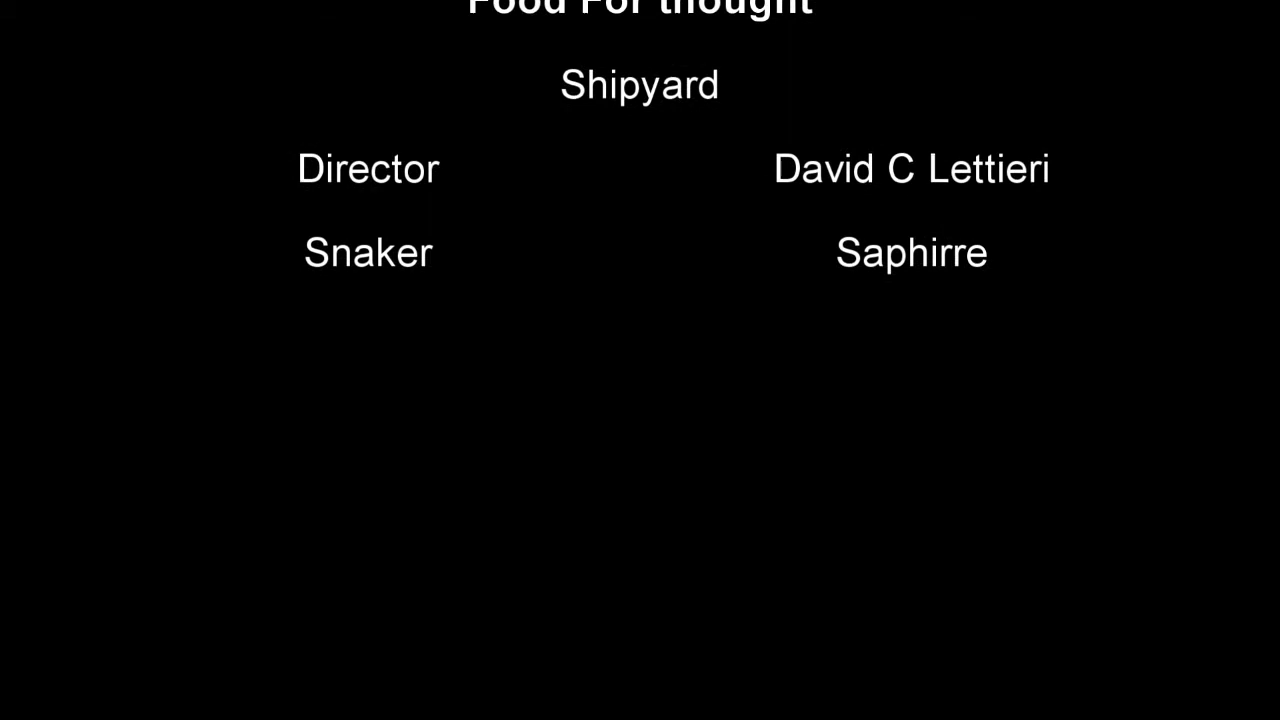 Food For thought
Shipyard
Director David C Lettieri
Snaker Saphirre